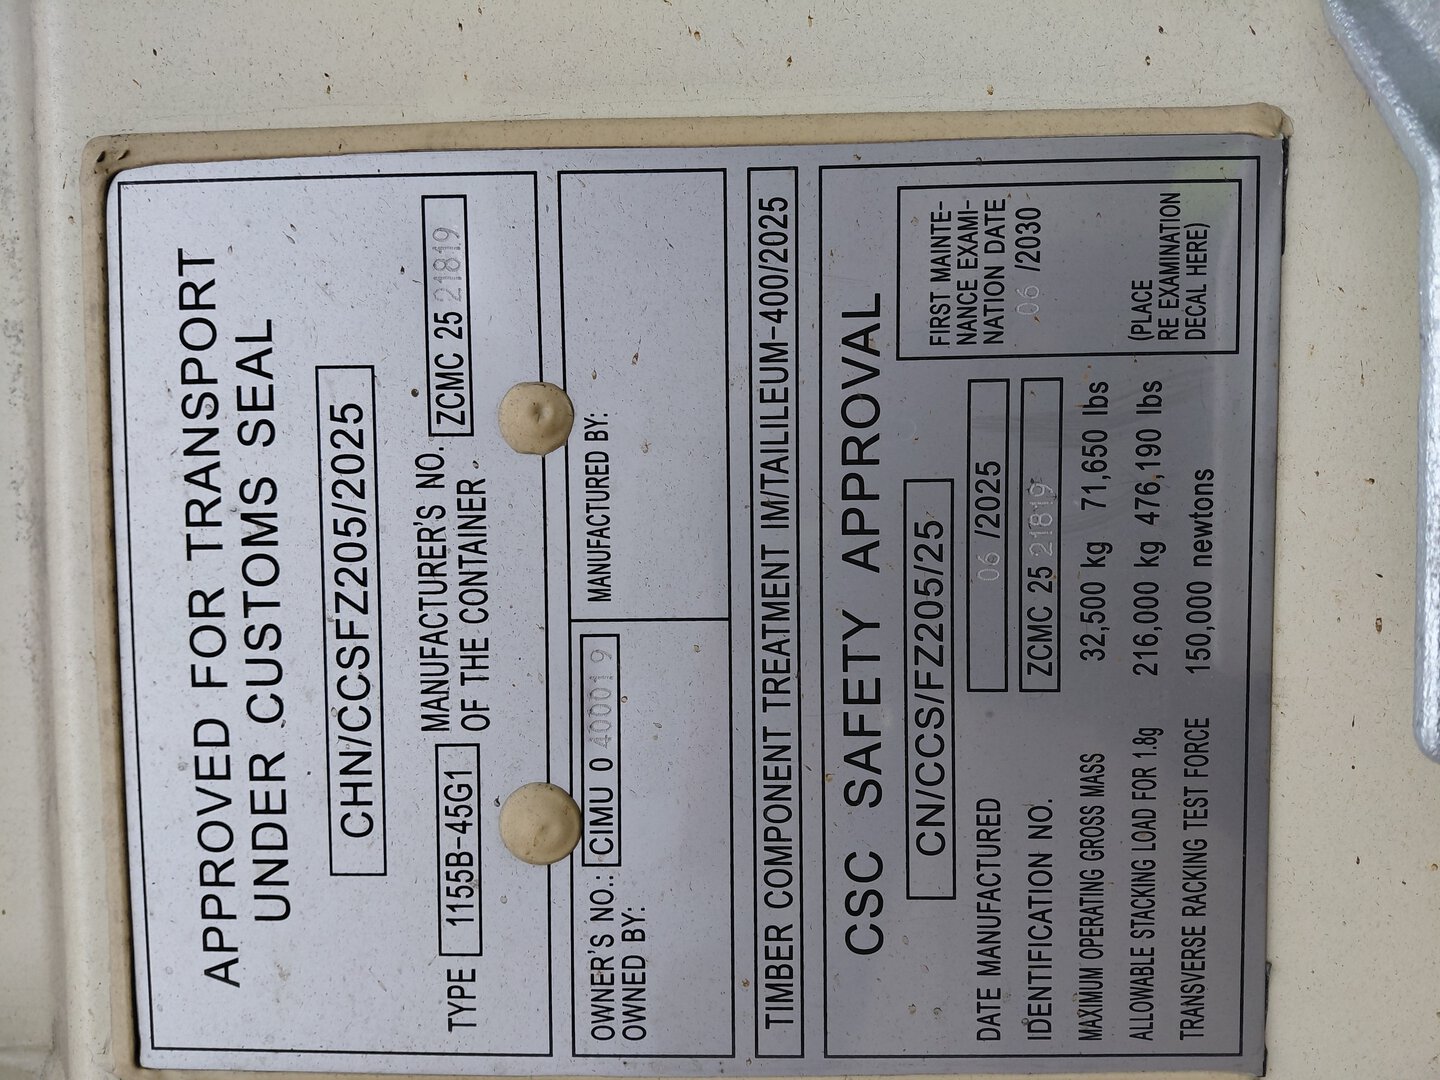 APPROVED FOR TRANSPORT
UNDER CUSTOMS SEAL
CHN/CCSFZ205/2025
TYPE 1155B-45G1 MANUFACTURER'S NO. OF THE CONTAINER ZCMC 25 21819
OWNER'S NO.: CIMU 0 400019
OWNED BY:
MANUFACTURED BY:
TIMBER COMPONENT TREATMENT IM/TAILILEUM-400/2025
CSC SAFETY APPROVAL
CN/CCS/FZ205/25
DATE MANUFACTURED 06 /2025
IDENTIFICATION NO. ZCMC 25 21819
MAXIMUM OPERATING GROSS MASS 32,500 kg 71,650 lbs
ALLOWABLE STACKING LOAD FOR 1.8g 216,000 kg 476,190 lbs
TRANSVERSE RACKING TEST FORCE 150,000 newtons
FIRST MAINTE-
NANCE EXAMI-
NATION DATE
06 /2030
(PLACE
RE EXAMINATION
DECAL HERE)